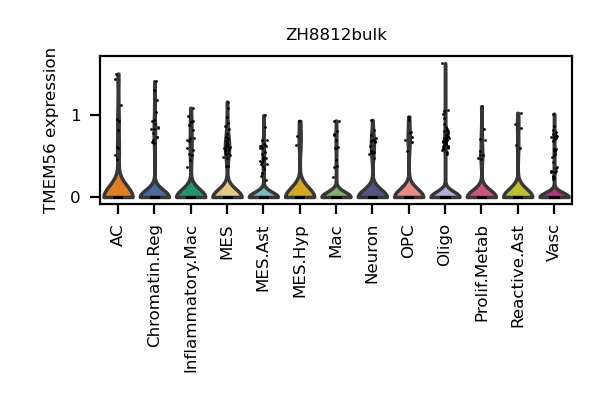 ZH8812bulk
TMEM56 expression
1
0
AC
Chromatin.Reg
Inflammatory.Mac
MES
MES.Ast
MES.Hyp
Mac
Neuron
OPC
Oligo
Prolif.Metab
Reactive.Ast
Vasc